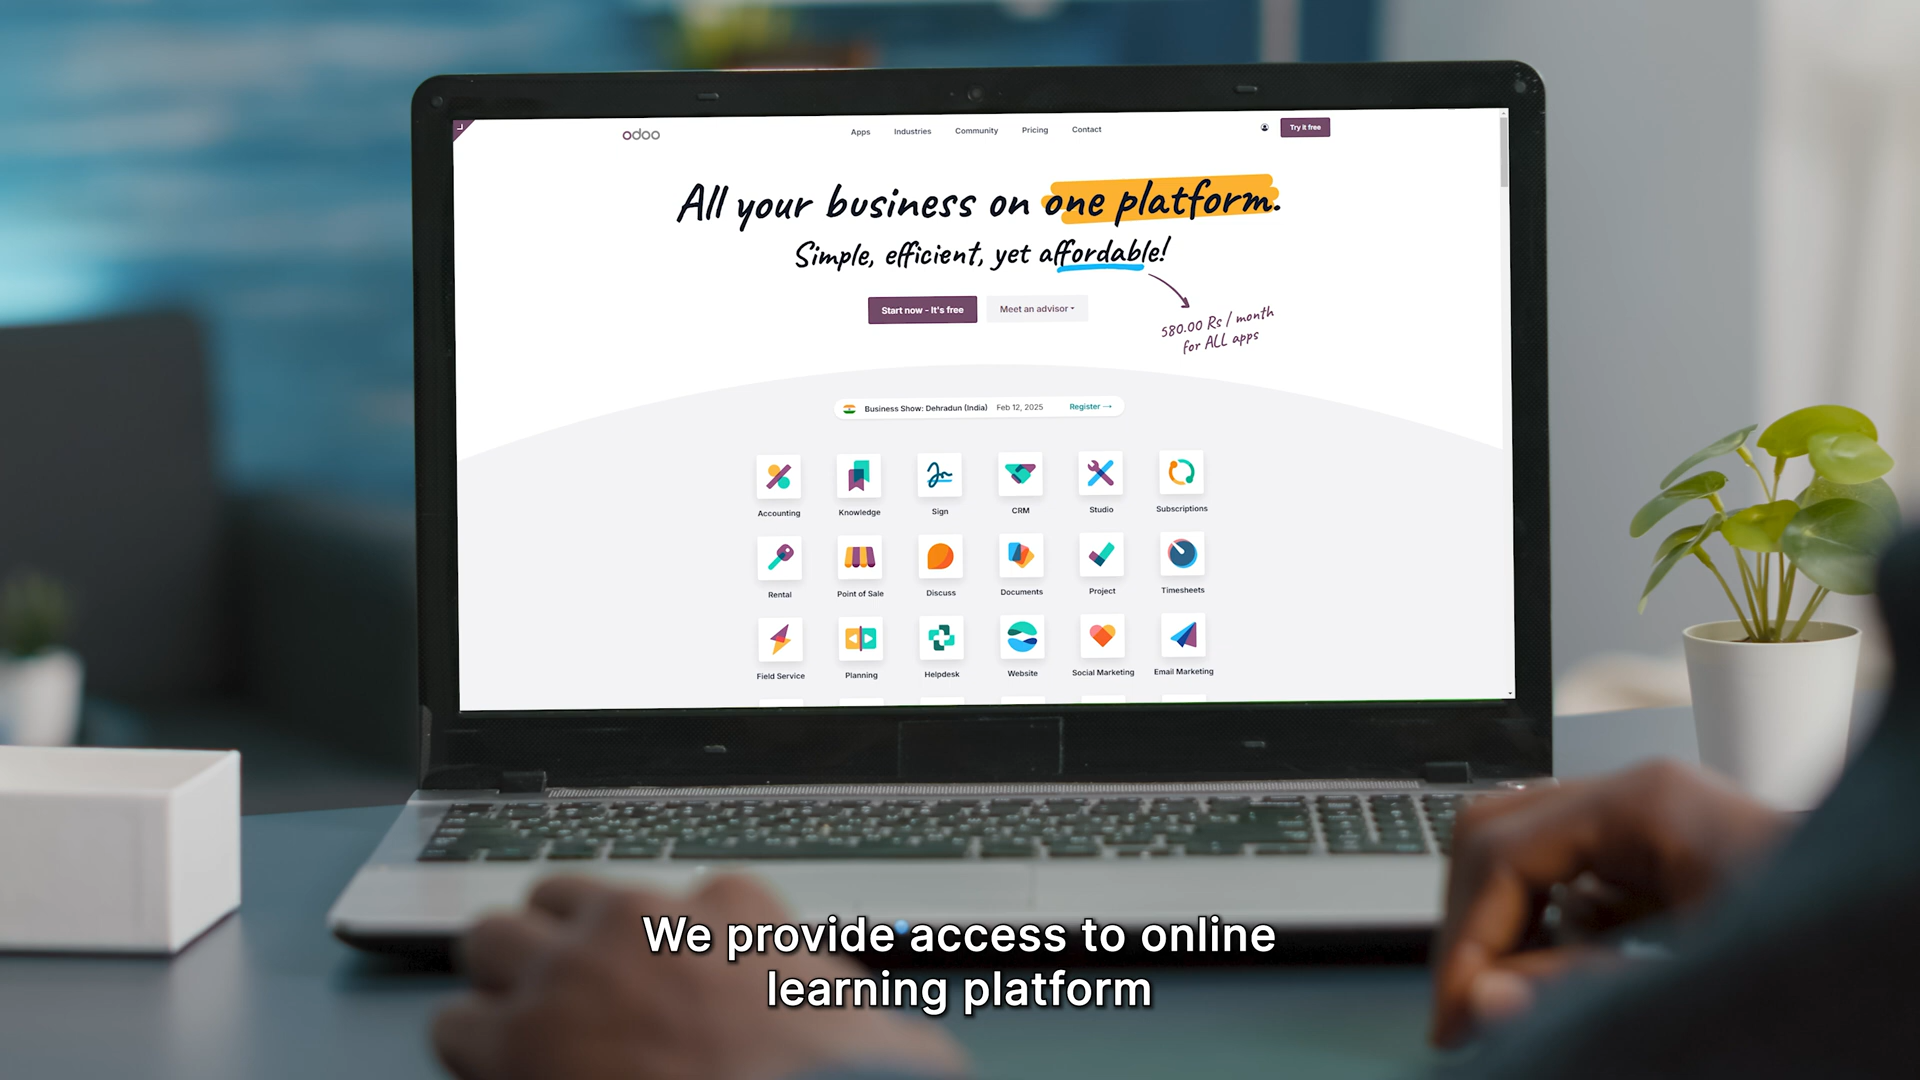 odoo
Apps Industries Community Pricing Contact
Try it free
All your business on one platform.
Simple, efficient, yet affordable!
Start now - It's free
Meet an advisor
580.00 Rs / month
for ALL apps
Business Show: Dehradun (India) Feb 12, 2025 Register →
Accounting Knowledge Sign CRM Studio Subscriptions
Rental Point of Sale Discuss Documents Project Timesheets
Field Service Planning Helpdesk Website Social Marketing Email Marketing
We provide access to online
learning platform